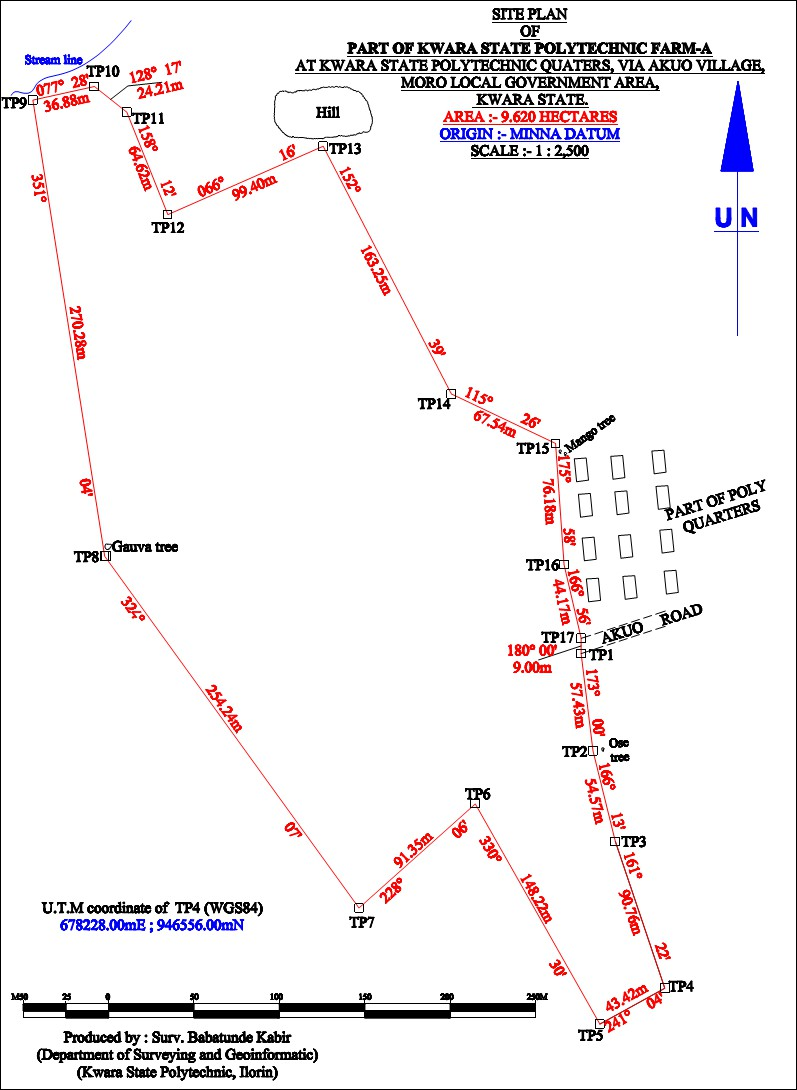 SITE PLAN
OF
PART OF KWARA STATE POLYTECHNIC FARM-A
AT KWARA STATE POLYTECHNIC QUATERS, VIA AKUO VILLAGE,
MORO LOCAL GOVERNMENT AREA,
KWARA STATE.
AREA :- 9.620 HECTARES
ORIGIN :- MINNA DATUM
SCALE :- 1 : 2,500
U N
Stream line
TP9
077° 28'
36.88m
TP10
128° 17'
24.21m
TP11
158° 12'
64.62m
TP12
066° 16'
99.40m
Hill
TP13
152° 39'
163.25m
TP14
115° 26'
67.54m
TP15
Mango tree
175° 58'
76.18m
PART OF POLY
QUARTERS
TP16
166° 56'
44.17m
TP17
AKUO ROAD
180° 00'
9.00m
TP1
173° 00'
57.43m
TP2
Ose
tree
166° 13'
54.57m
TP3
161° 22'
90.76m
TP4
43.42m
241° 04'
TP5
330° 30'
148.22m
TP6
91.35m
228° 06'
TP7
324° 07'
254.24m
TP8
Gauva tree
351° 04'
270.28m
U.T.M coordinate of TP4 (WGS84)
678228.00mE ; 946556.00mN
M50 25 0 50 100 150 200 250M
Produced by : Surv. Babatunde Kabir
(Department of Surveying and Geoinformatic)
(Kwara State Polytechnic, Ilorin)